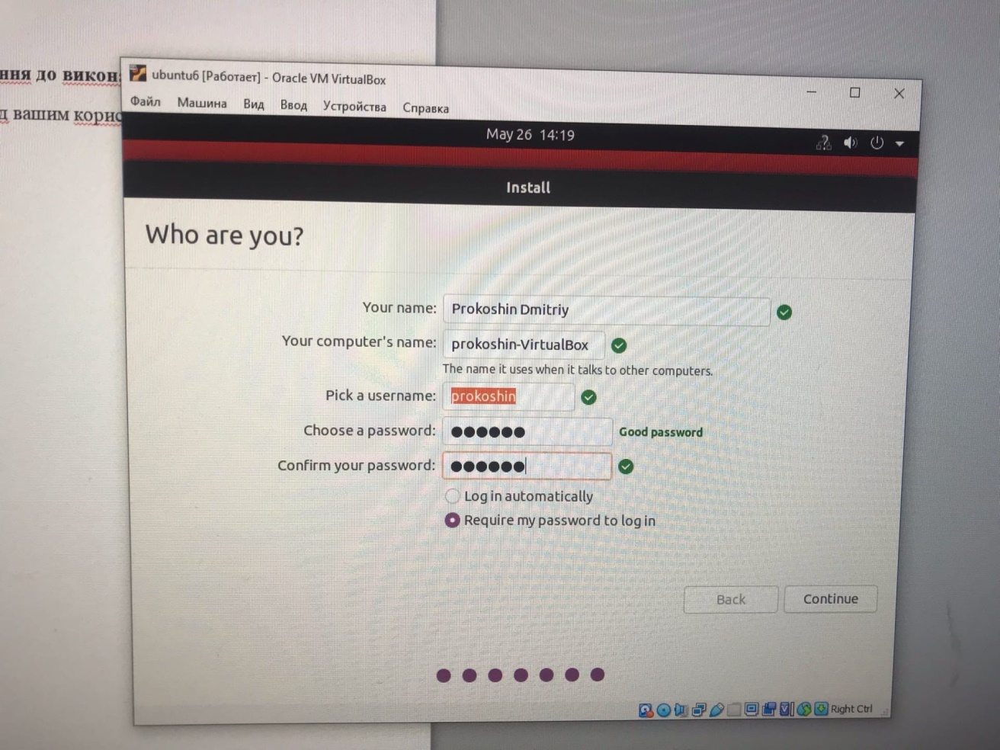 ння до викон
д вашим корис
ubuntu6 [Работает] - Oracle VM VirtualBox
Файл Машина Вид Ввод Устройства Справка
May 26 14:19
Install
Who are you?
Your name: Prokoshin Dmitriy
Your computer's name: prokoshin-VirtualBox
The name it uses when it talks to other computers.
Pick a username: prokoshin
Choose a password: ●●●●●● Good password
Confirm your password: ●●●●●●
Log in automatically
Require my password to log in
Back Continue
Right Ctrl